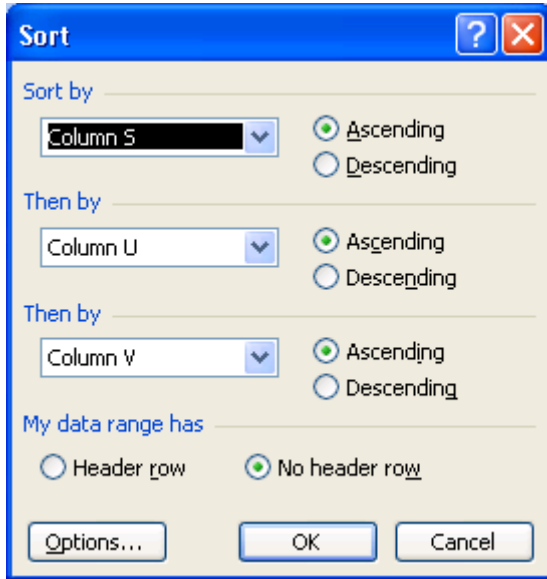 Sort
Sort by
Column S
Ascending
Descending
Then by
Column U
Ascending
Descending
Then by
Column V
Ascending
Descending
My data range has
Header row No header row
Options... OK Cancel